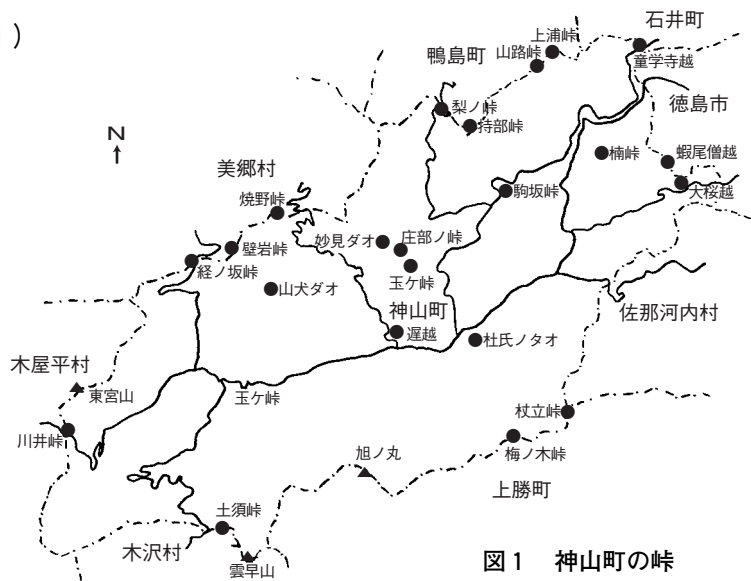 )
石井町
上浦峠
山路峠
鴨島町
童学寺越
徳島市
梨ノ峠
持部峠
N
楠峠
蝦尾僧越
美郷村
駒坂峠
大桜越
焼野峠
妙見ダオ
庄部ノ峠
壁岩峠
経ノ坂峠
玉ケ峠
山犬ダオ
神山町
佐那河内村
遅越
杜氏ノタオ
木屋平村
東宮山
玉ケ峠
杖立峠
川井峠
梅ノ木峠
旭ノ丸
上勝町
土須峠
木沢村
雲早山
図1 神山町の峠